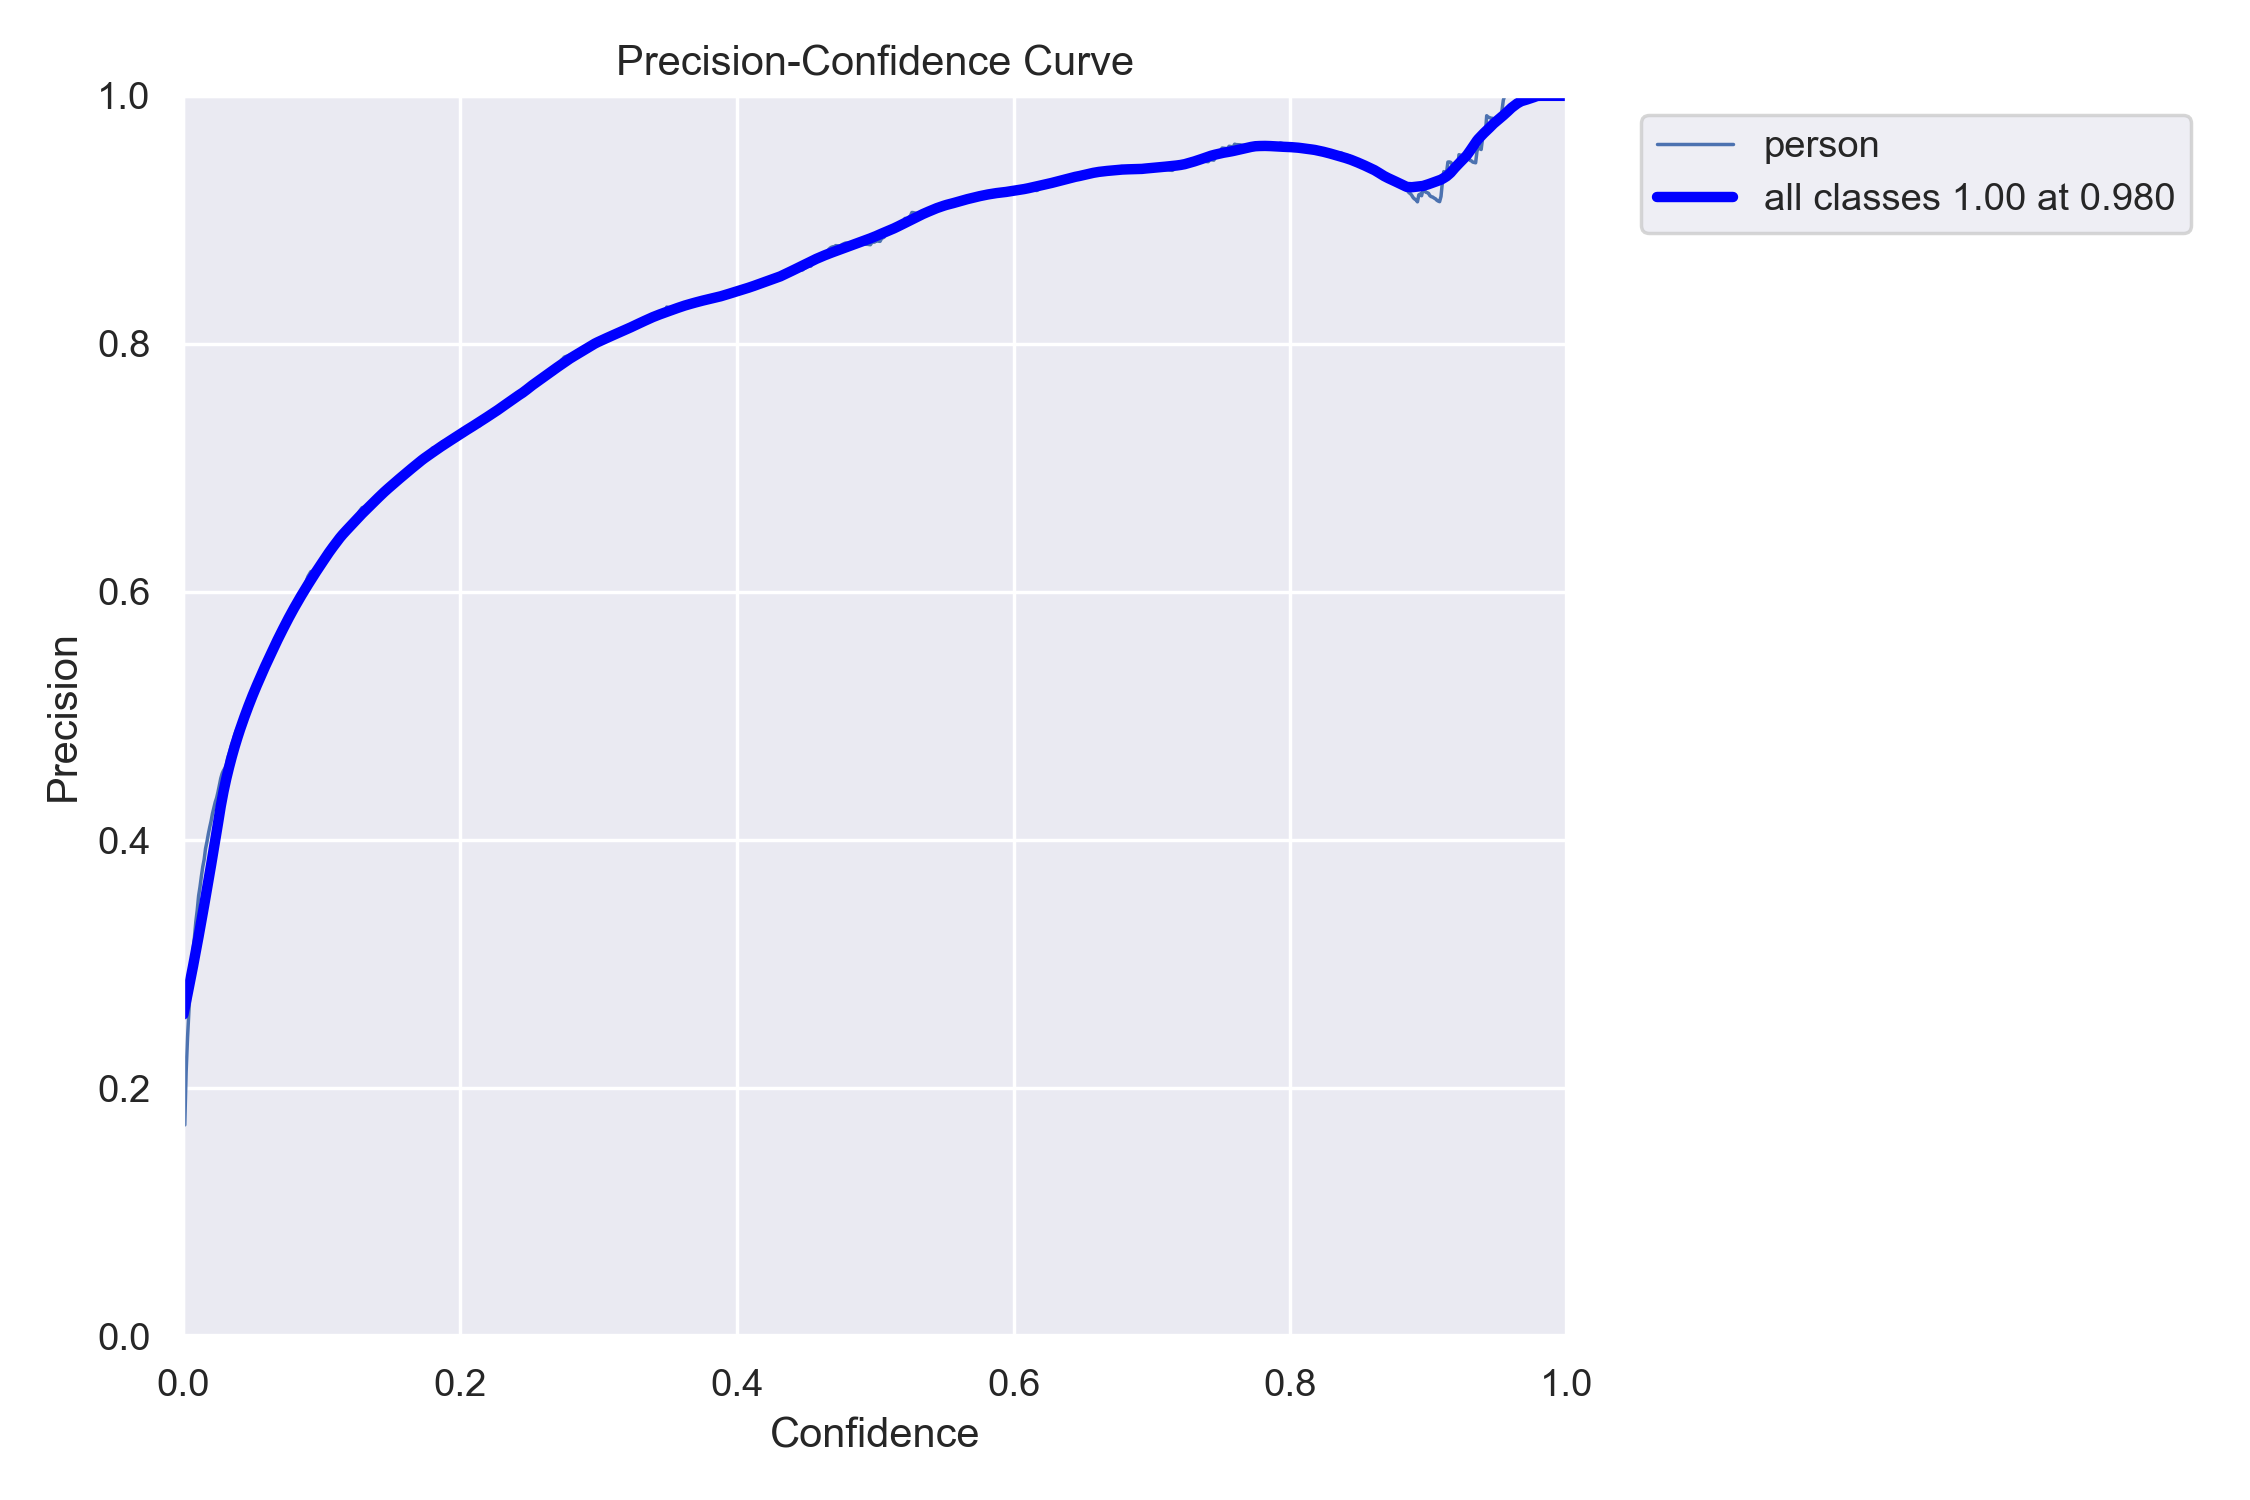 Precision-Confidence Curve
1.0
0.8
0.6
0.4
0.2
0.0
Precision
0.0 0.2 0.4 0.6 0.8 1.0
Confidence
person
all classes 1.00 at 0.980